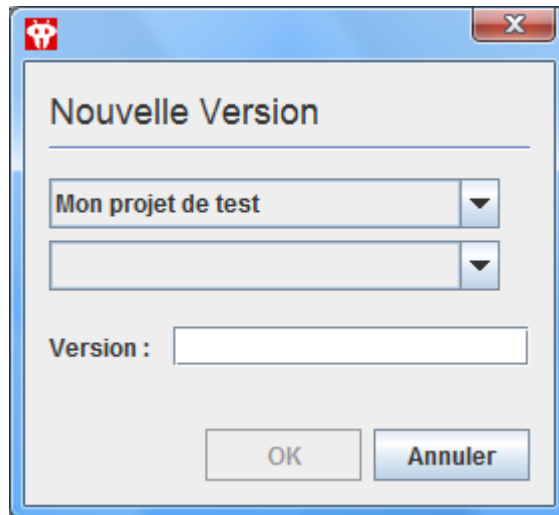 Nouvelle Version
Mon projet de test
Version :
OK
Annuler